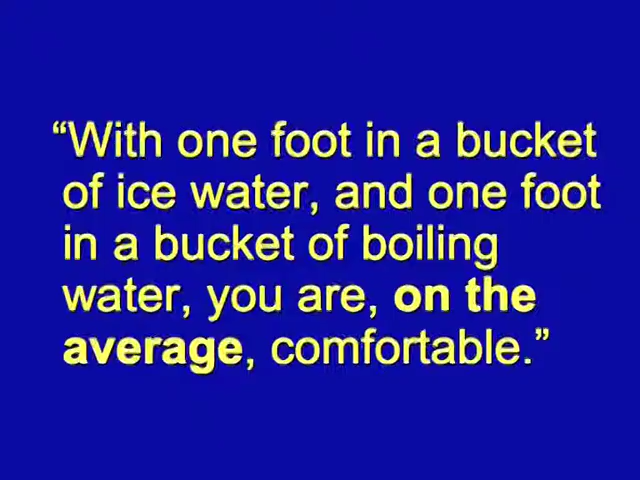 “With one foot in a bucket
of ice water, and one foot
in a bucket of boiling
water, you are, on the
average, comfortable.”